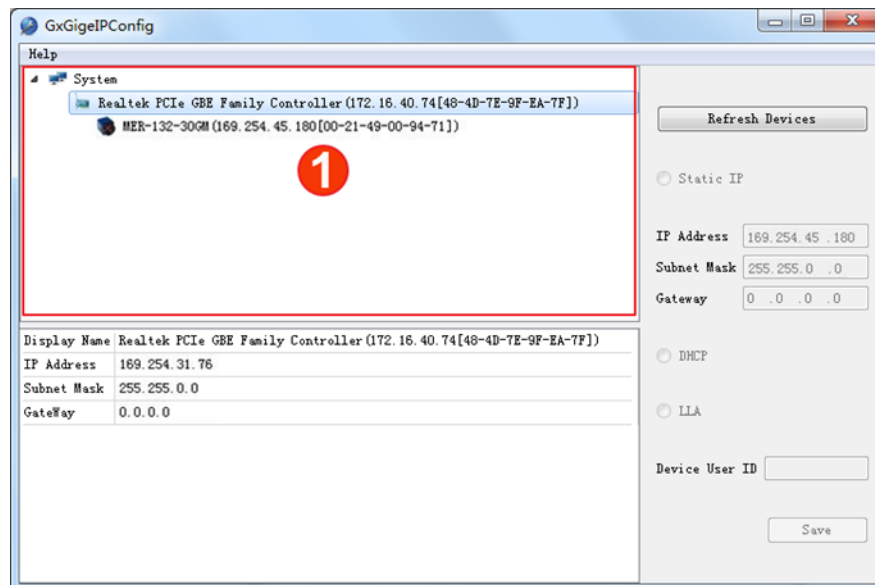 GxGigeIPConfig
Help
System
Realtek PCIe GBE Family Controller(172.16.40.74[48-4D-7E-9F-EA-7F])
MER-132-30GM(169.254.45.180[00-21-49-00-94-71])
1
Refresh Devices
Static IP
IP Address 169.254.45 .180
Subnet Mask 255.255.0 .0
Gateway 0 .0 .0 .0
DHCP
LLA
Device User ID
Save
Display Name Realtek PCIe GBE Family Controller(172.16.40.74[48-4D-7E-9F-EA-7F])
IP Address 169.254.31.76
Subnet Mask 255.255.0.0
GateWay 0.0.0.0